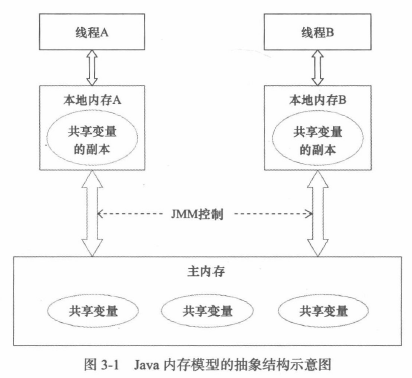 线程A
线程B
本地内存A
本地内存B
共享变量
的副本
共享变量
的副本
JMM控制
主内存
共享变量
共享变量
共享变量
图 3-1 Java 内存模型的抽象结构示意图